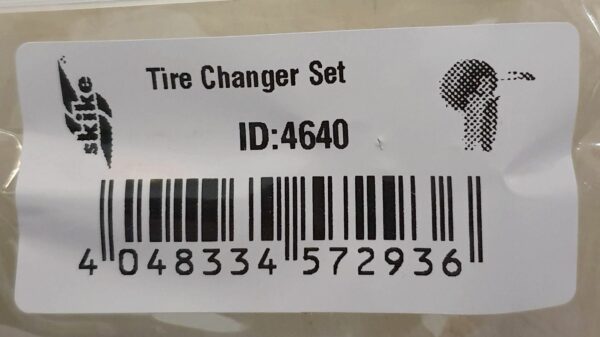 skike
Tire Changer Set
ID:4640
4 048334 572936